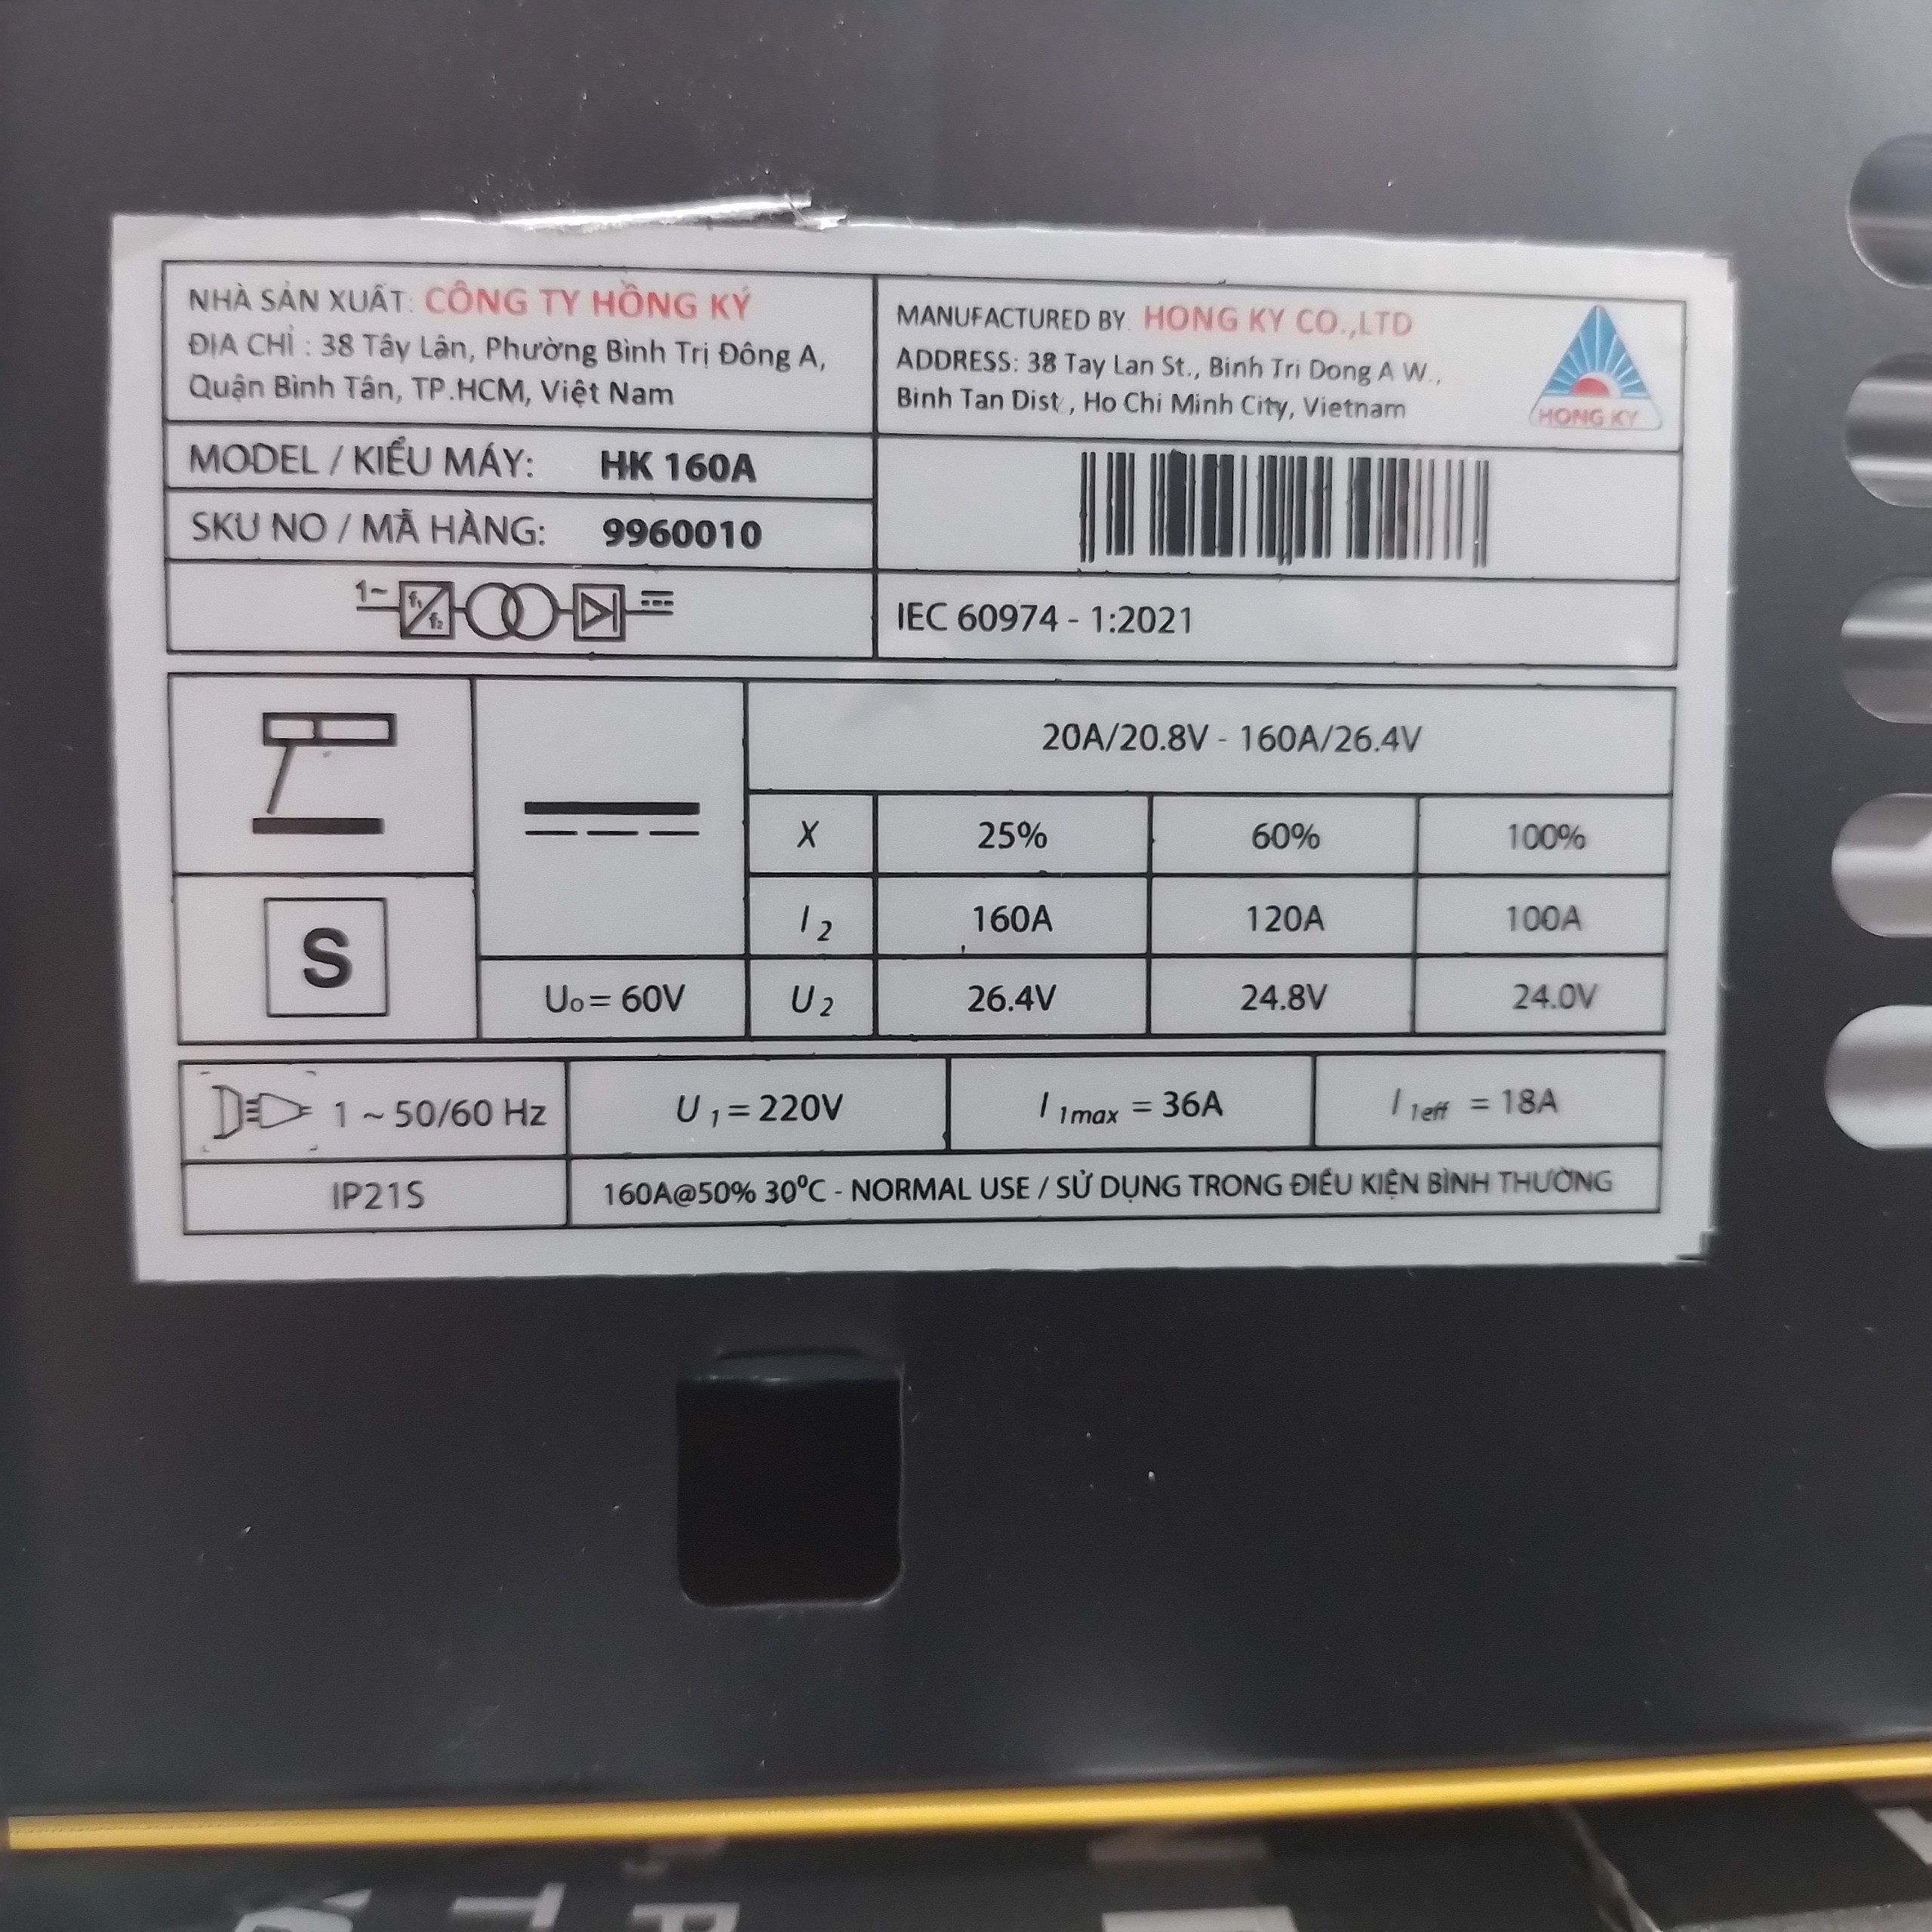 NHÀ SẢN XUẤT: CÔNG TY HỒNG KÝ
ĐỊA CHỈ : 38 Tây Lân, Phường Bình Trị Đông A,
Quận Bình Tân, TP.HCM, Việt Nam
MANUFACTURED BY: HONG KY CO.,LTD
ADDRESS: 38 Tay Lan St., Binh Tri Dong A W.,
Binh Tan Dist., Ho Chi Minh City, Vietnam
HONG KY
MODEL / KIỂU MÁY: HK 160A
SKU NO / MÃ HÀNG: 9960010
1~ f₁ f₂
IEC 60974 - 1:2021
20A/20.8V - 160A/26.4V
X 25% 60% 100%
I₂ 160A 120A 100A
S
U₀= 60V U₂ 26.4V 24.8V 24.0V
1 ~ 50/60 Hz U₁= 220V I₁max = 36A I₁eff = 18A
IP21S 160A@50% 30⁰C - NORMAL USE / SỬ DỤNG TRONG ĐIỀU KIỆN BÌNH THƯỜNG